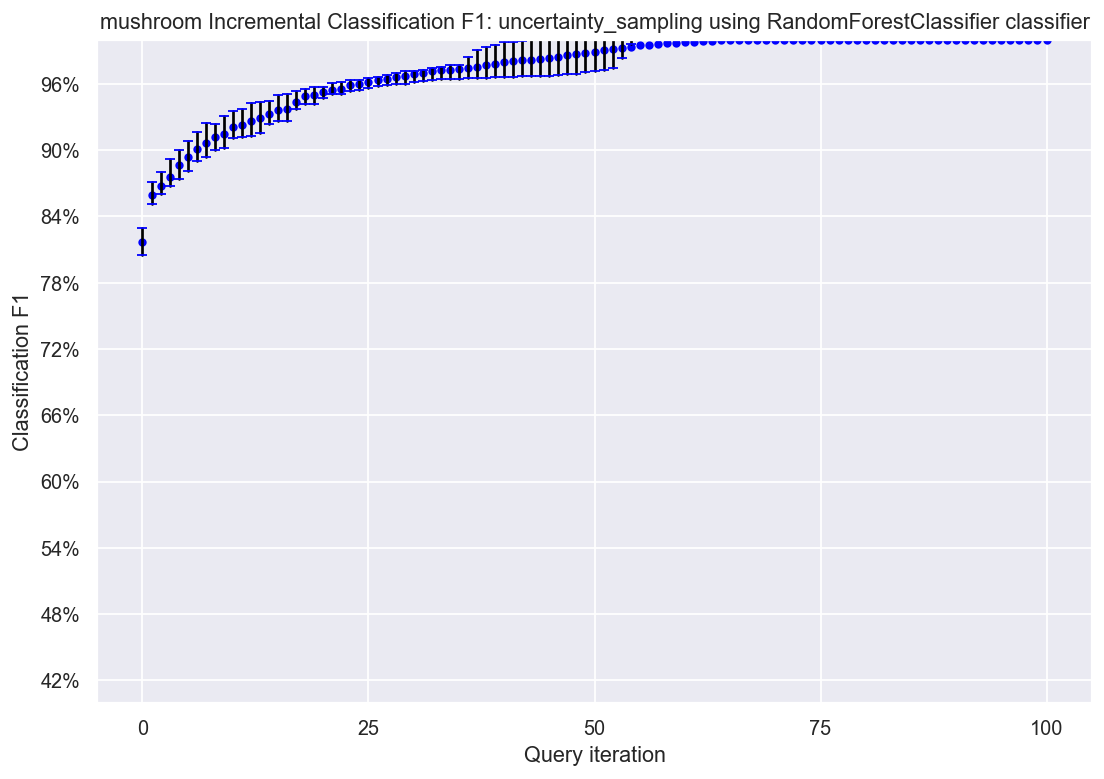 mushroom Incremental Classification F1: uncertainty_sampling using RandomForestClassifier classifier
96%
90%
84%
78%
72%
66%
60%
54%
48%
42%
Classification F1
0 25 50 75 100
Query iteration